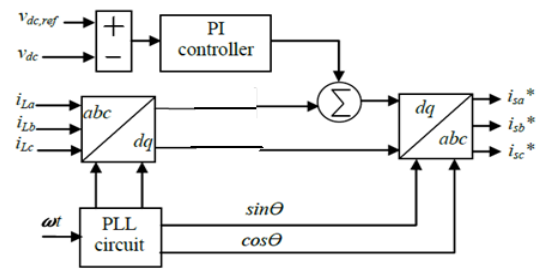 v_dc,ref
+
PI
controller
v_dc
−
i_La
abc
i_Lb
i_Lc
dq
Σ
dq
abc
i_sa*
i_sb*
i_sc*
ωt
PLL
circuit
sinΘ
cosΘ